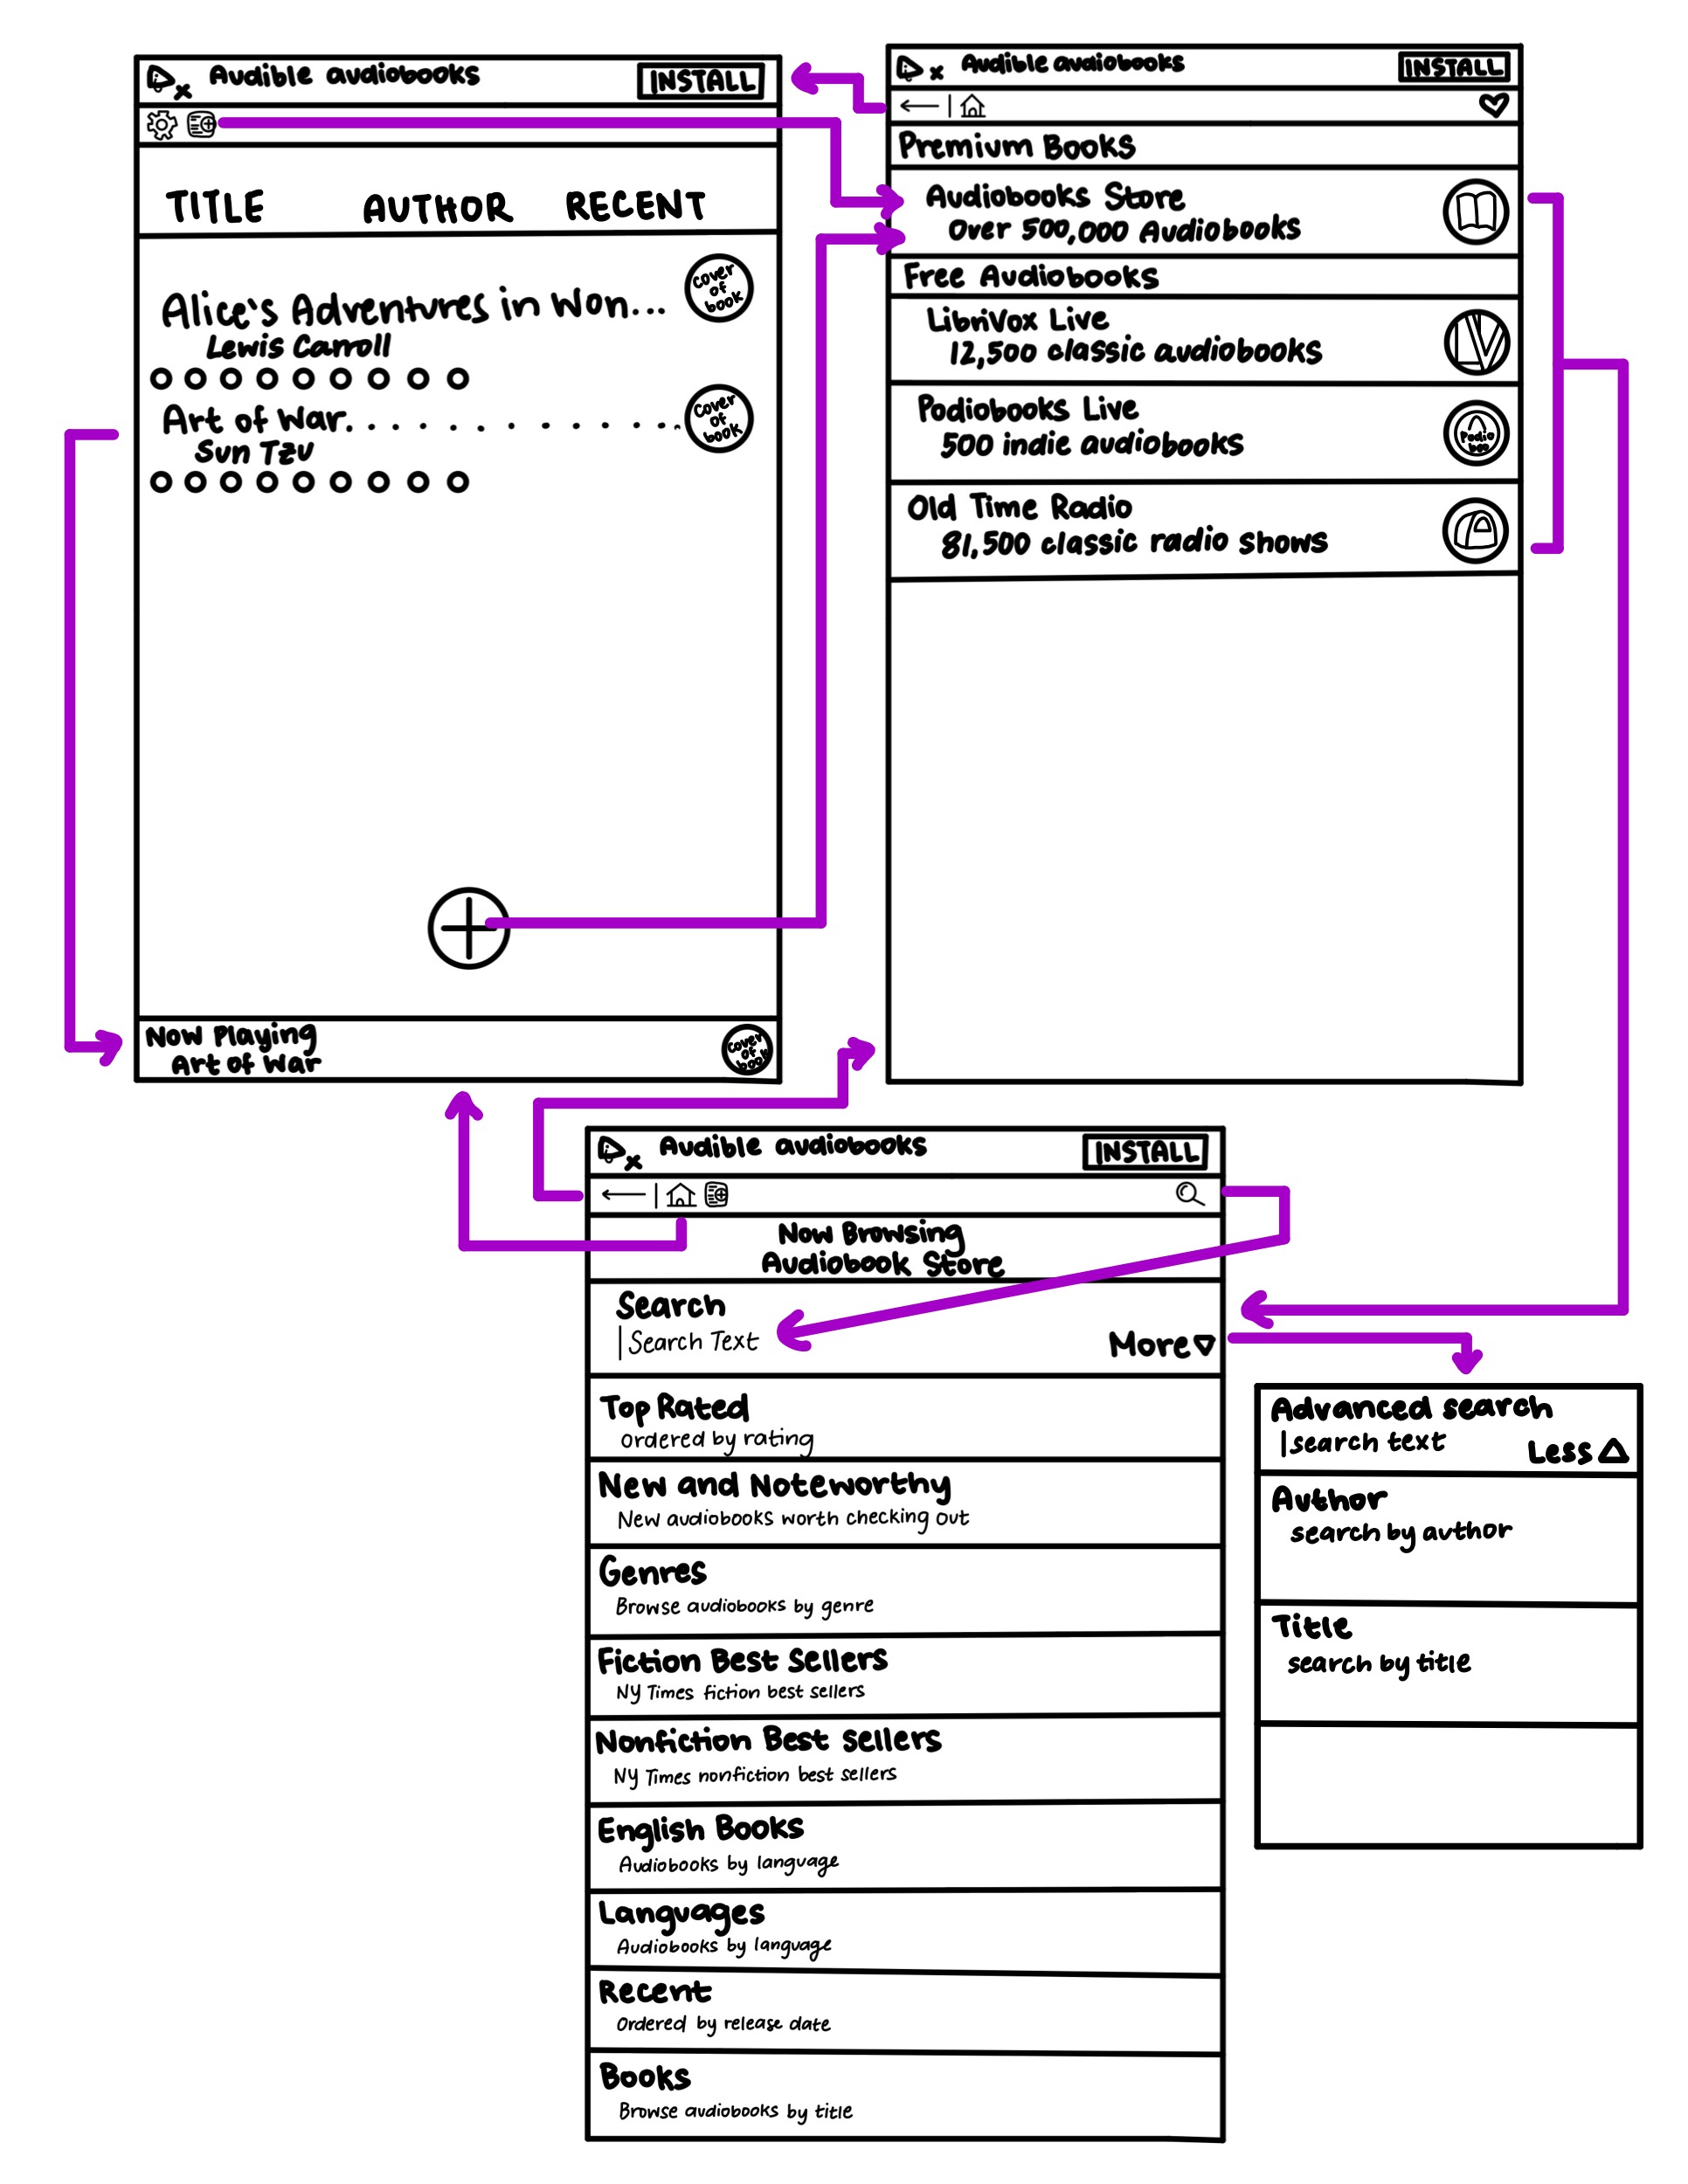 Audible audiobooks
INSTALL
TITLE AUTHOR RECENT
Alice's Adventures in Won...
Lewis Carroll
cover
of
book
Art of War. . . . . . . . . . . .
Sun Tzu
cover
of
book
Now Playing
Art of War
cover
of
book
Audible audiobooks
INSTALL
Premium Books
Audiobooks Store
Over 500,000 Audiobooks
Free Audiobooks
LibriVox Live
12,500 classic audiobooks
Podiobooks Live
500 indie audiobooks
Podio
boo
Old Time Radio
81,500 classic radio shows
Audible audiobooks
INSTALL
Now Browsing
Audiobook Store
Search
|Search Text
More
Top Rated
ordered by rating
New and Noteworthy
New audiobooks worth checking out
Genres
Browse audiobooks by genre
Fiction Best Sellers
NY Times fiction best sellers
Nonfiction Best sellers
NY Times nonfiction best sellers
English Books
Audiobooks by language
Languages
Audiobooks by language
Recent
Ordered by release date
Books
Browse audiobooks by title
Advanced search
|search text
Less
Author
search by author
Title
search by title